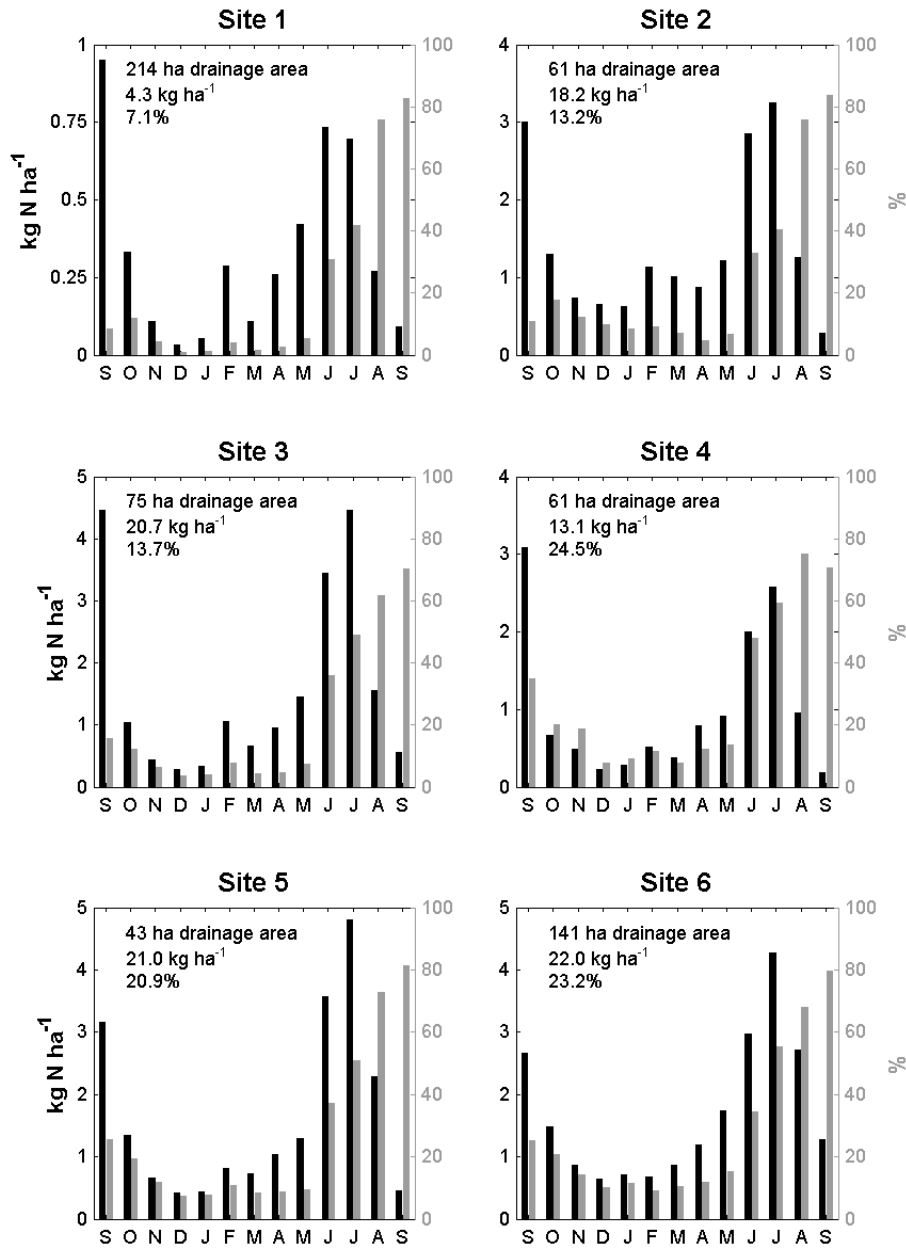 Site 1
1
0.75
0.5
0.25
0
kg N ha-1
214 ha drainage area
4.3 kg ha-1
7.1%
100
80
60
40
20
0
S O N D J F M A M J J A S
Site 2
4
3
2
1
0
61 ha drainage area
18.2 kg ha-1
13.2%
100
80
60
40
20
0
%
S O N D J F M A M J J A S
Site 3
5
4
3
2
1
0
kg N ha-1
75 ha drainage area
20.7 kg ha-1
13.7%
100
80
60
40
20
0
S O N D J F M A M J J A S
Site 4
4
3
2
1
0
61 ha drainage area
13.1 kg ha-1
24.5%
100
80
60
40
20
0
%
S O N D J F M A M J J A S
Site 5
5
4
3
2
1
0
kg N ha-1
43 ha drainage area
21.0 kg ha-1
20.9%
100
80
60
40
20
0
S O N D J F M A M J J A S
Site 6
5
4
3
2
1
0
141 ha drainage area
22.0 kg ha-1
23.2%
100
80
60
40
20
0
%
S O N D J F M A M J J A S